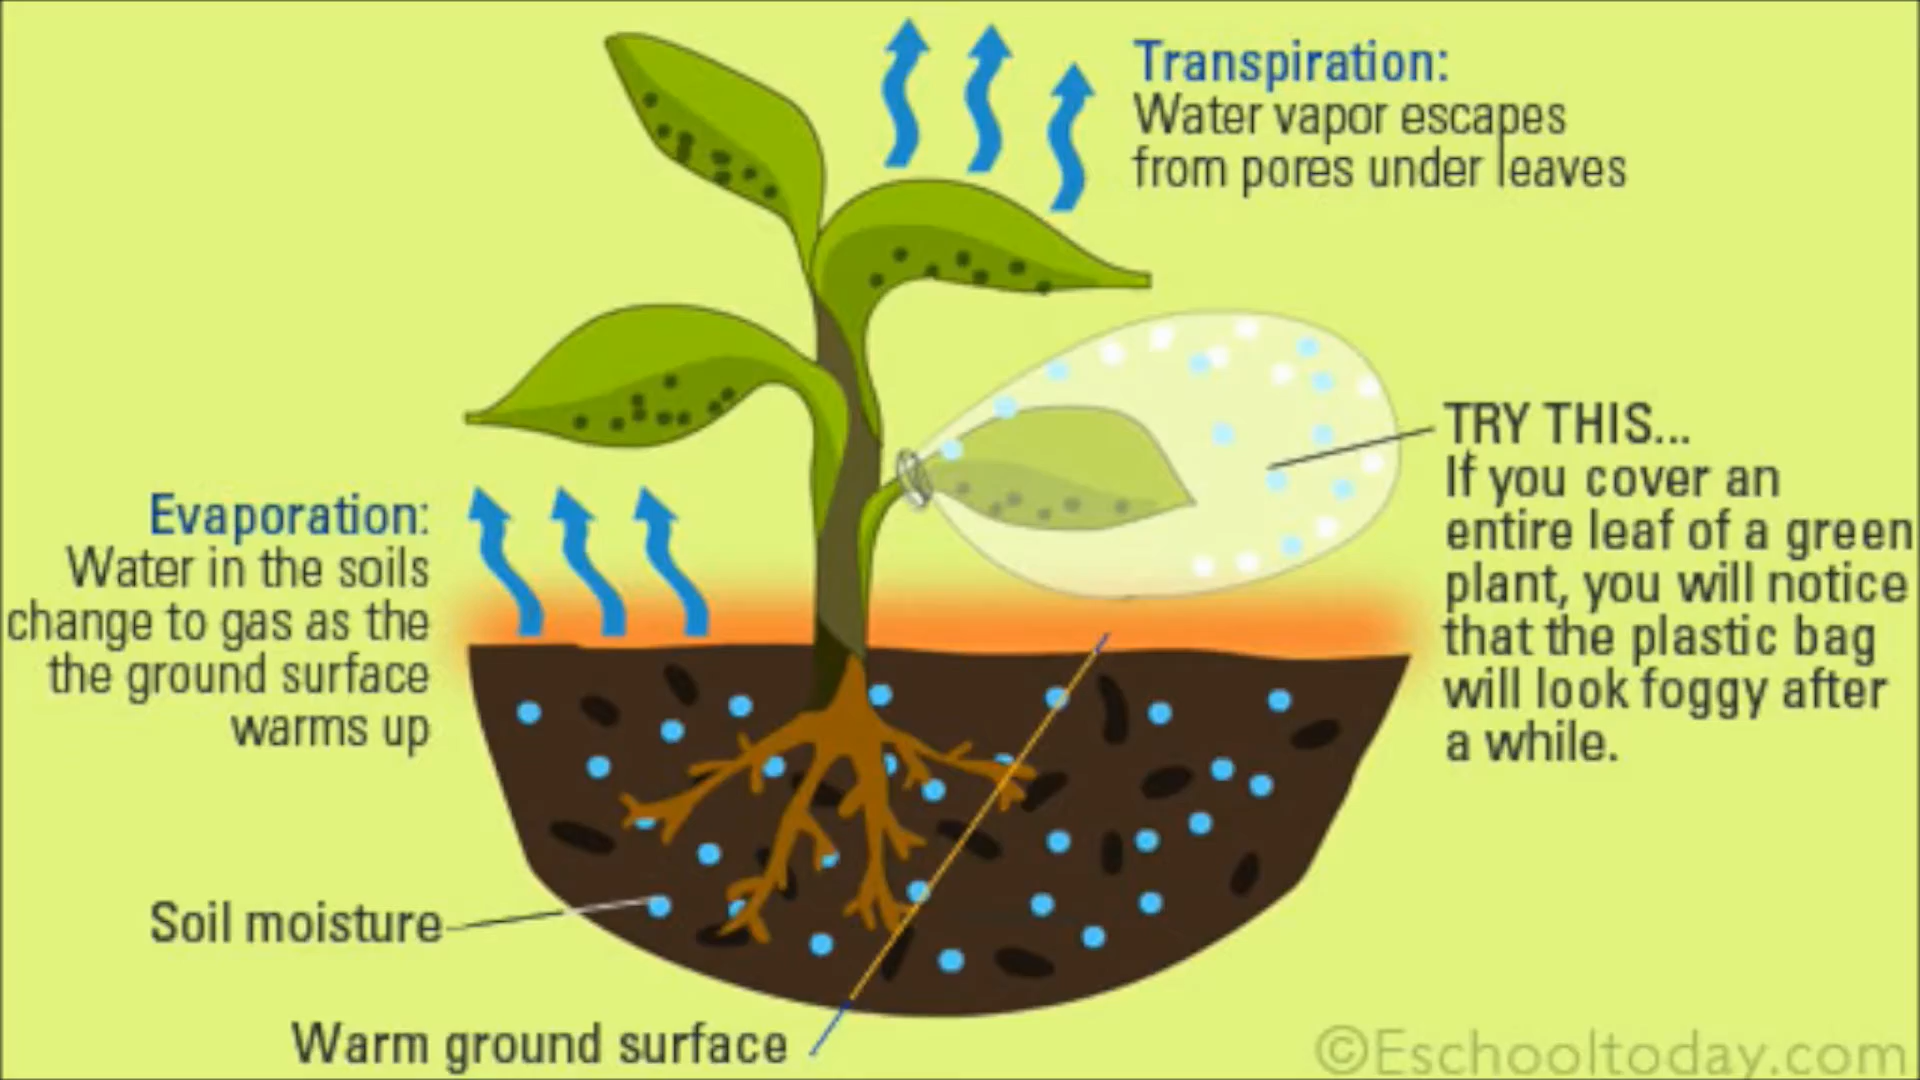 Transpiration:
Water vapor escapes
from pores under leaves
Evaporation:
Water in the soils
change to gas as the
the ground surface
warms up
TRY THIS...
If you cover an
entire leaf of a green
plant, you will notice
that the plastic bag
will look foggy after
a while.
Soil moisture
Warm ground surface
©Eschooltoday.com